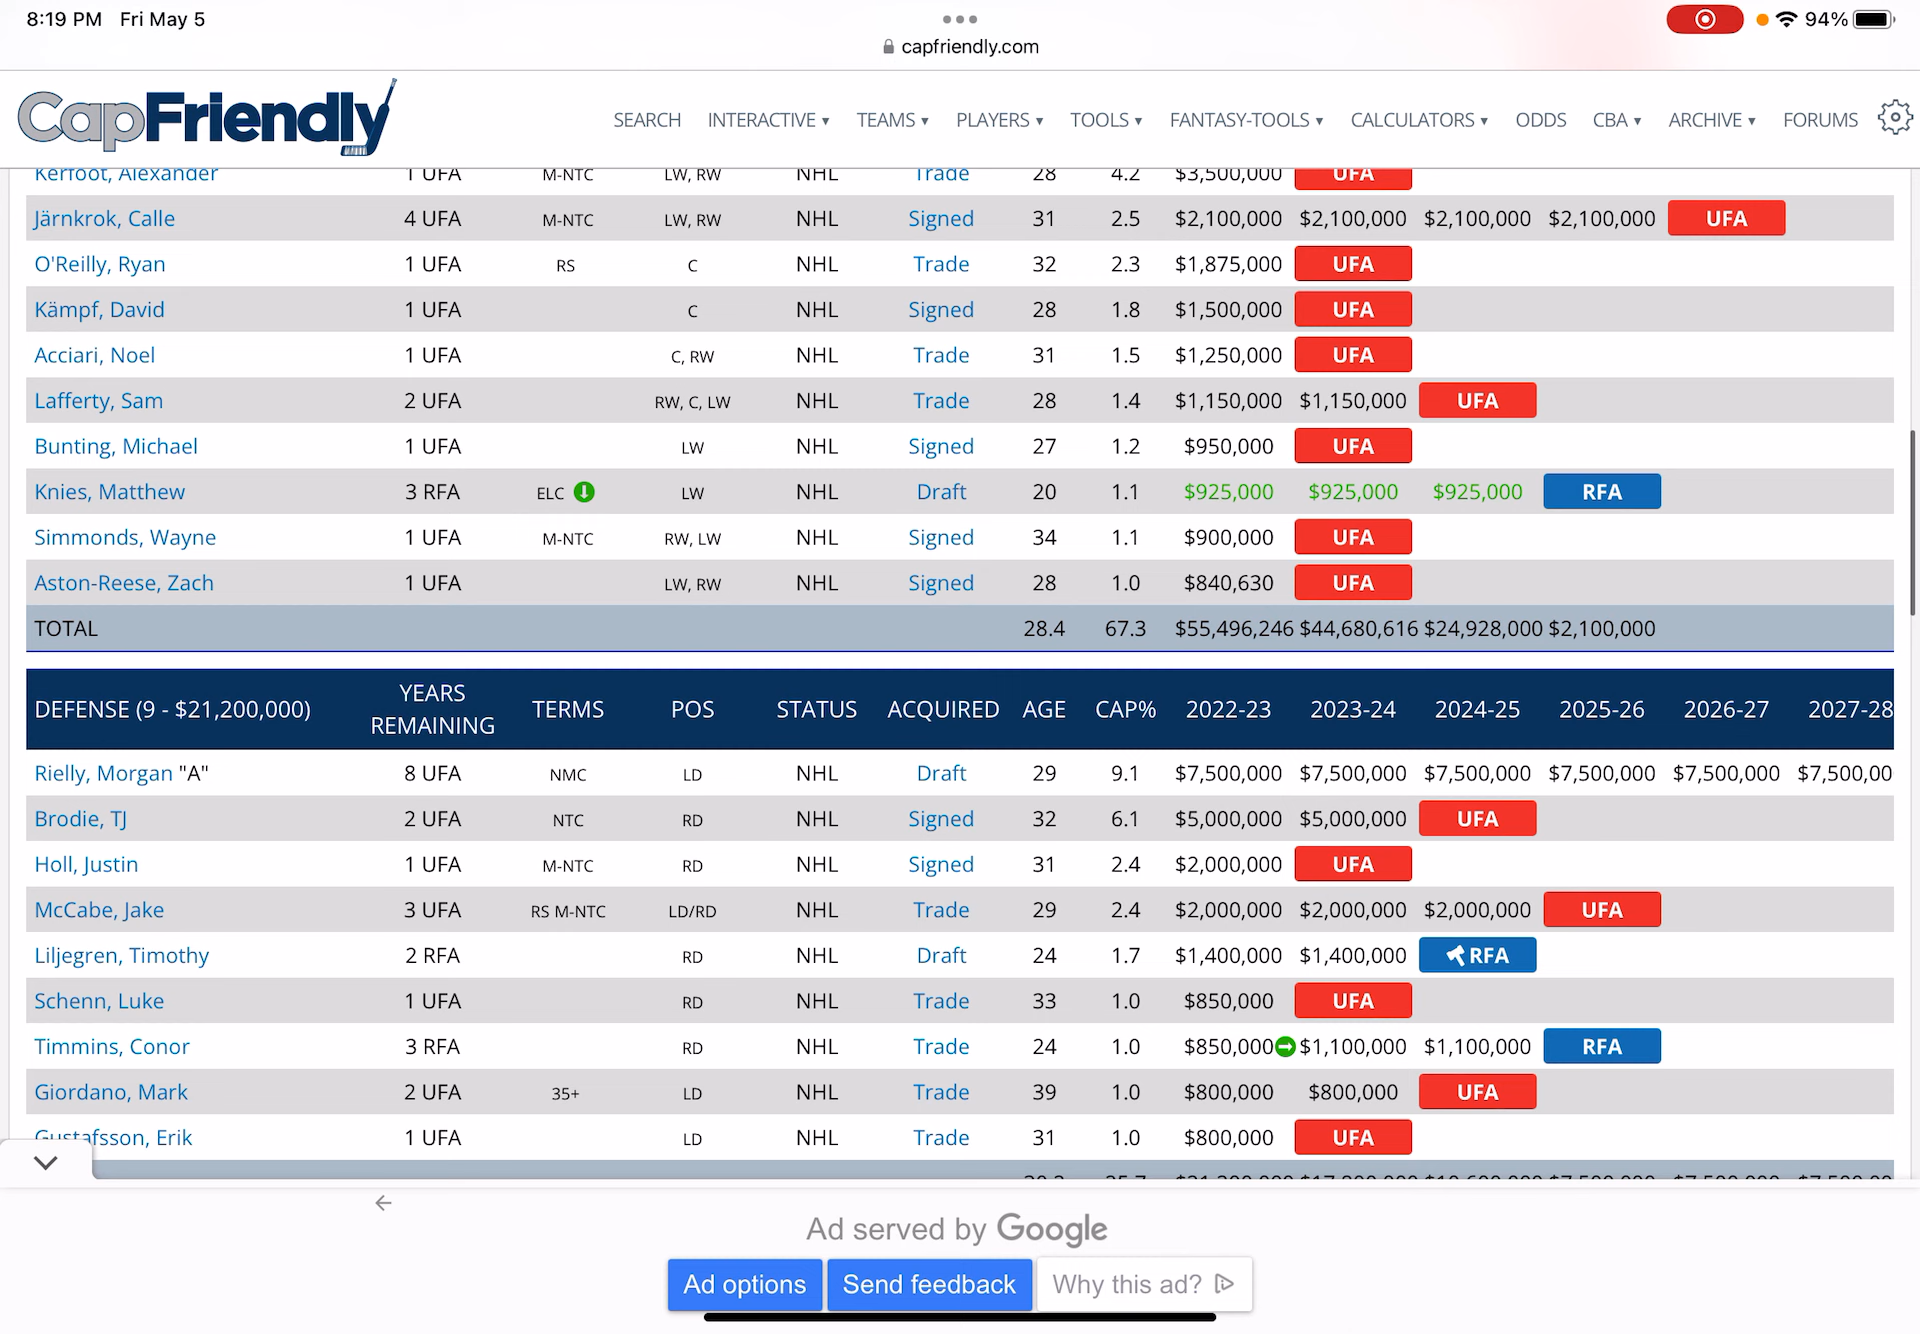 8:19 PM Fri May 5
94%
capfriendly.com
CapFriendly
SEARCH INTERACTIVE TEAMS PLAYERS TOOLS FANTASY-TOOLS CALCULATORS ODDS CBA ARCHIVE FORUMS
Kerfoot, Alexander 1 UFA M-NTC LW, RW NHL Trade 28 4.2 $3,500,000 UFA
Järnkrok, Calle 4 UFA M-NTC LW, RW NHL Signed 31 2.5 $2,100,000 $2,100,000 $2,100,000 $2,100,000 UFA
O'Reilly, Ryan 1 UFA RS C NHL Trade 32 2.3 $1,875,000 UFA
Kämpf, David 1 UFA C NHL Signed 28 1.8 $1,500,000 UFA
Acciari, Noel 1 UFA C, RW NHL Trade 31 1.5 $1,250,000 UFA
Lafferty, Sam 2 UFA RW, C, LW NHL Trade 28 1.4 $1,150,000 $1,150,000 UFA
Bunting, Michael 1 UFA LW NHL Signed 27 1.2 $950,000 UFA
Knies, Matthew 3 RFA ELC LW NHL Draft 20 1.1 $925,000 $925,000 $925,000 RFA
Simmonds, Wayne 1 UFA M-NTC RW, LW NHL Signed 34 1.1 $900,000 UFA
Aston-Reese, Zach 1 UFA LW, RW NHL Signed 28 1.0 $840,630 UFA
TOTAL 28.4 67.3 $55,496,246 $44,680,616 $24,928,000 $2,100,000
DEFENSE (9 - $21,200,000) YEARS REMAINING TERMS POS STATUS ACQUIRED AGE CAP% 2022-23 2023-24 2024-25 2025-26 2026-27 2027-28
Rielly, Morgan "A" 8 UFA NMC LD NHL Draft 29 9.1 $7,500,000 $7,500,000 $7,500,000 $7,500,000 $7,500,000 $7,500,00
Brodie, TJ 2 UFA NTC RD NHL Signed 32 6.1 $5,000,000 $5,000,000 UFA
Holl, Justin 1 UFA M-NTC RD NHL Signed 31 2.4 $2,000,000 UFA
McCabe, Jake 3 UFA RS M-NTC LD/RD NHL Trade 29 2.4 $2,000,000 $2,000,000 $2,000,000 UFA
Liljegren, Timothy 2 RFA RD NHL Draft 24 1.7 $1,400,000 $1,400,000 RFA
Schenn, Luke 1 UFA RD NHL Trade 33 1.0 $850,000 UFA
Timmins, Conor 3 RFA RD NHL Trade 24 1.0 $850,000 $1,100,000 $1,100,000 RFA
Giordano, Mark 2 UFA 35+ LD NHL Trade 39 1.0 $800,000 $800,000 UFA
Gustafsson, Erik 1 UFA LD NHL Trade 31 1.0 $800,000 UFA
Ad served by Google
Ad options Send feedback Why this ad?